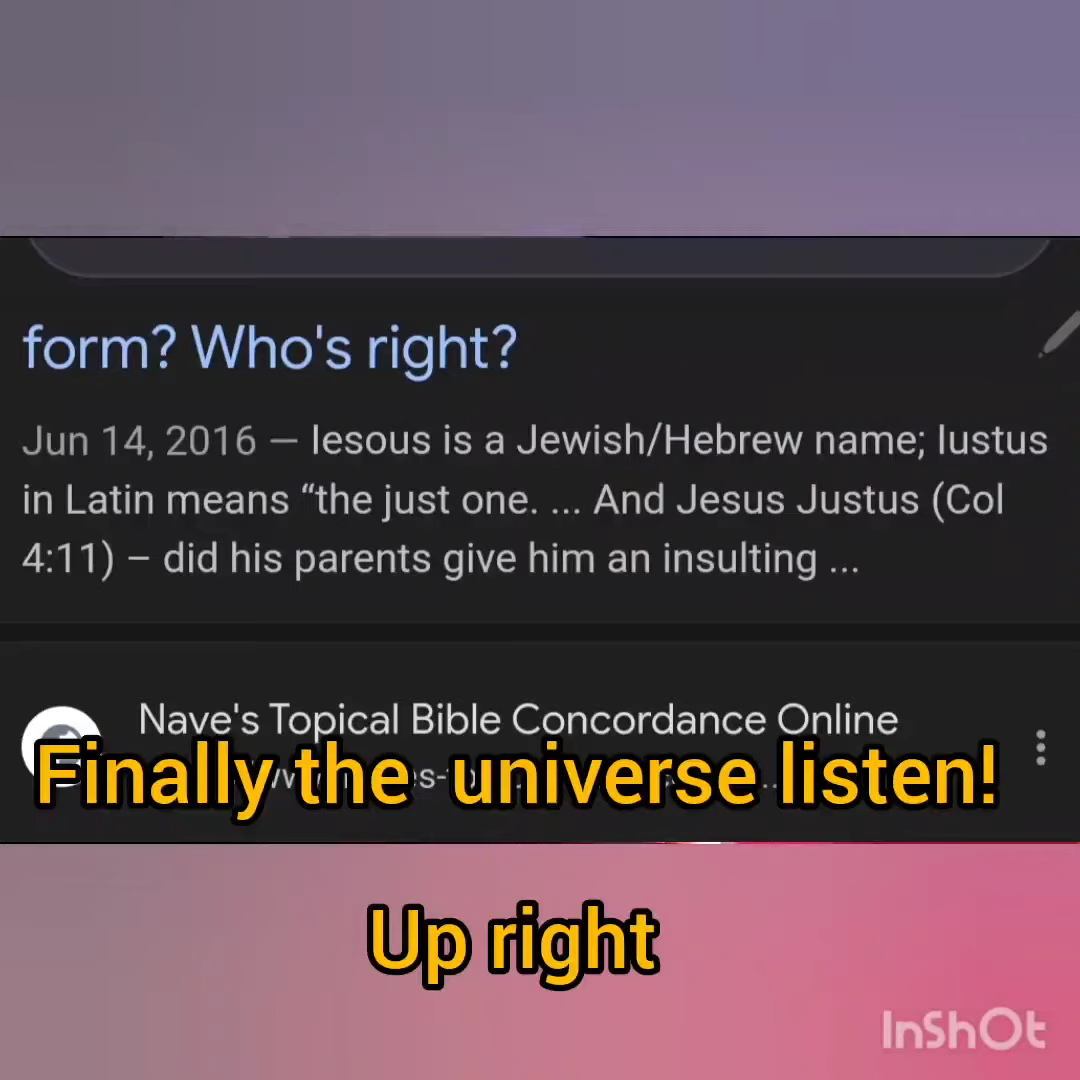 form? Who's right?
Jun 14, 2016 — Iesous is a Jewish/Hebrew name; Iustus
in Latin means “the just one. ... And Jesus Justus (Col
4:11) – did his parents give him an insulting ...
Nave's Topical Bible Concordance Online
Finally the universe listen!
Up right
InShOt